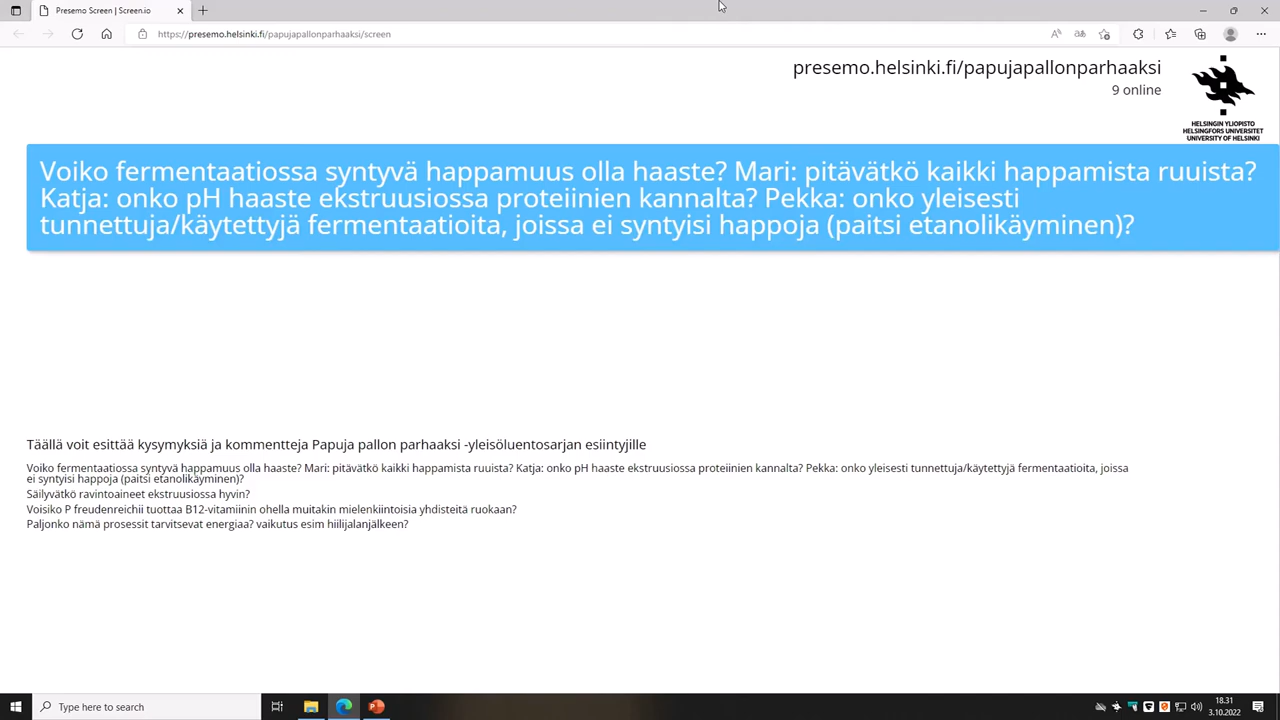 Presemo Screen | Screen.io
https://presemo.helsinki.fi/papujapallonparhaaksi/screen
presemo.helsinki.fi/papujapallonparhaaksi
9 online
HELSINGIN YLIOPISTO
HELSINGFORS UNIVERSITET
UNIVERSITY OF HELSINKI
Voiko fermentaatiossa syntyvä happamuus olla haaste? Mari: pitävätkö kaikki happamista ruuista?
Katja: onko pH haaste ekstruusiossa proteiinien kannalta? Pekka: onko yleisesti
tunnettuja/käytettyjä fermentaatioita, joissa ei syntyisi happoja (paitsi etanolikäyminen)?
Täällä voit esittää kysymyksiä ja kommentteja Papuja pallon parhaaksi -yleisöluentosarjan esiintyjille
Voiko fermentaatiossa syntyvä happamuus olla haaste? Mari: pitävätkö kaikki happamista ruuista? Katja: onko pH haaste ekstruusiossa proteiinien kannalta? Pekka: onko yleisesti tunnettuja/käytettyjä fermentaatioita, joissa
ei syntyisi happoja (paitsi etanolikäyminen)?
Säilyvätkö ravintoaineet ekstruusiossa hyvin?
Voisiko P freudenreichii tuottaa B12-vitamiinin ohella muitakin mielenkiintoisia yhdisteitä ruokaan?
Paljonko nämä prosessit tarvitsevat energiaa? vaikutus esim hiilijalanjälkeen?
Type here to search
18.31
3.10.2022